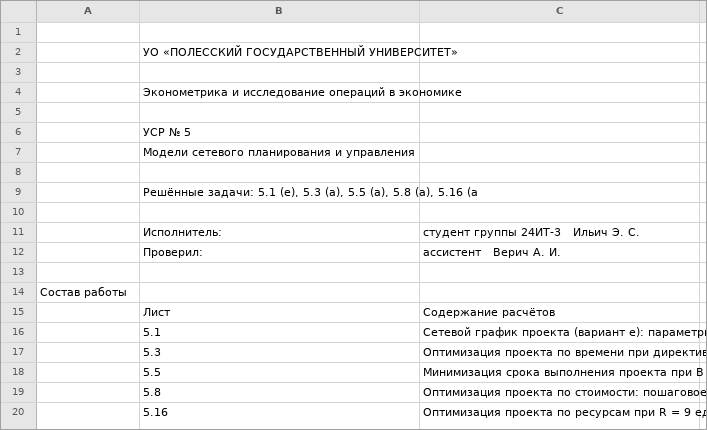 A B C
1
2 УО «ПОЛЕССКИЙ ГОСУДАРСТВЕННЫЙ УНИВЕРСИТЕТ»
3
4 Эконометрика и исследование операций в экономике
5
6 УСР № 5
7 Модели сетевого планирования и управления
8
9 Решённые задачи: 5.1 (е), 5.3 (а), 5.5 (а), 5.8 (а), 5.16 (а
10
11 Исполнитель: студент группы 24ИТ-3 Ильич Э. С.
12 Проверил: ассистент Верич А. И.
13
14 Состав работы
15 Лист Содержание расчётов
16 5.1 Сетевой график проекта (вариант е): параметры
17 5.3 Оптимизация проекта по времени при директив
18 5.5 Минимизация срока выполнения проекта при В
19 5.8 Оптимизация проекта по стоимости: пошаговое
20 5.16 Оптимизация проекта по ресурсам при R = 9 ед